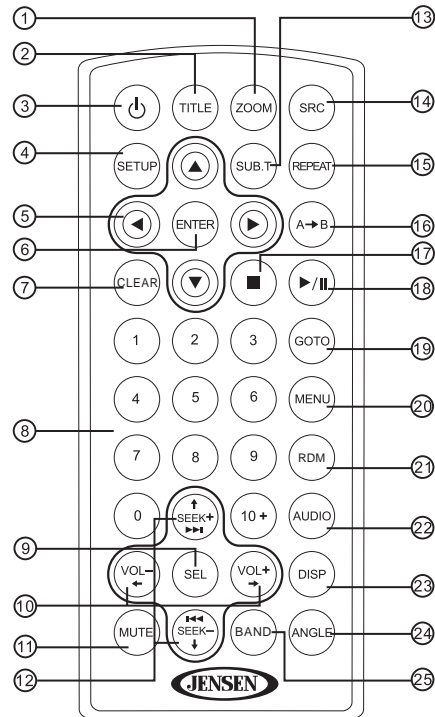 1
13
2
3 TITLE ZOOM SRC 14
4 SETUP SUB.T REPEAT 15
5 ENTER A→B 16
6
17
7 CLEAR ▶/II 18
1 2 3 GOTO 19
4 5 6 MENU 20
8
7 8 9 RDM 21
0 SEEK+ 10+ AUDIO 22
9
VOL- SEL VOL+ DISP 23
10
11 MUTE SEEK- BAND ANGLE 24
12 25
JENSEN